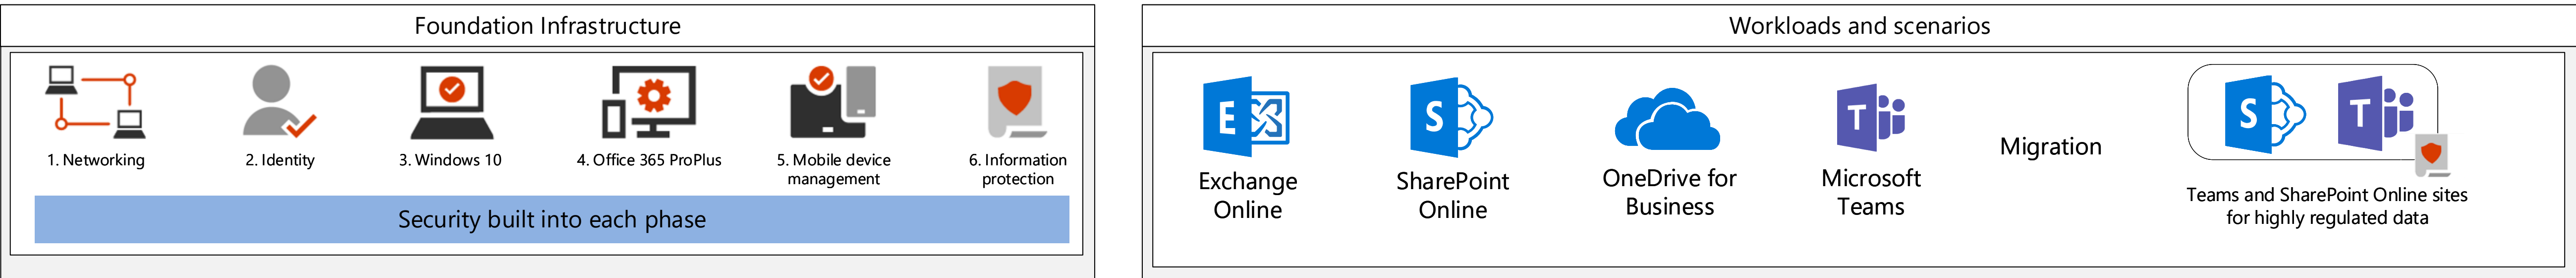 Foundation Infrastructure
1. Networking
2. Identity
3. Windows 10
4. Office 365 ProPlus
5. Mobile device
management
6. Information
protection
Security built into each phase
Workloads and scenarios
E
Exchange
Online
S
SharePoint
Online
OneDrive for
Business
T
Microsoft
Teams
Migration
S
T
Teams and SharePoint Online sites
for highly regulated data